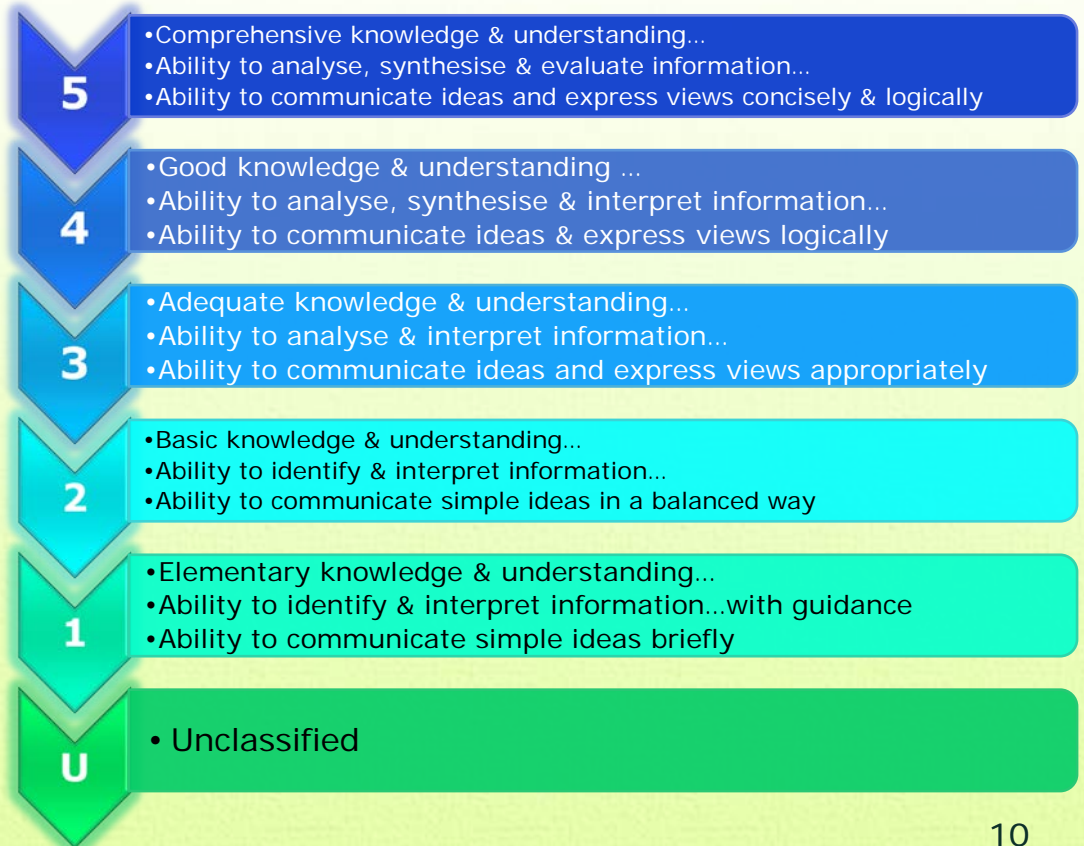 5
•Comprehensive knowledge & understanding...
•Ability to analyse, synthesise & evaluate information...
•Ability to communicate ideas and express views concisely & logically
4
•Good knowledge & understanding ...
•Ability to analyse, synthesise & interpret information...
•Ability to communicate ideas & express views logically
3
•Adequate knowledge & understanding...
•Ability to analyse & interpret information...
•Ability to communicate ideas and express views appropriately
2
•Basic knowledge & understanding...
•Ability to identify & interpret information...
•Ability to communicate simple ideas in a balanced way
1
•Elementary knowledge & understanding...
•Ability to identify & interpret information...with guidance
•Ability to communicate simple ideas briefly
U
• Unclassified
10